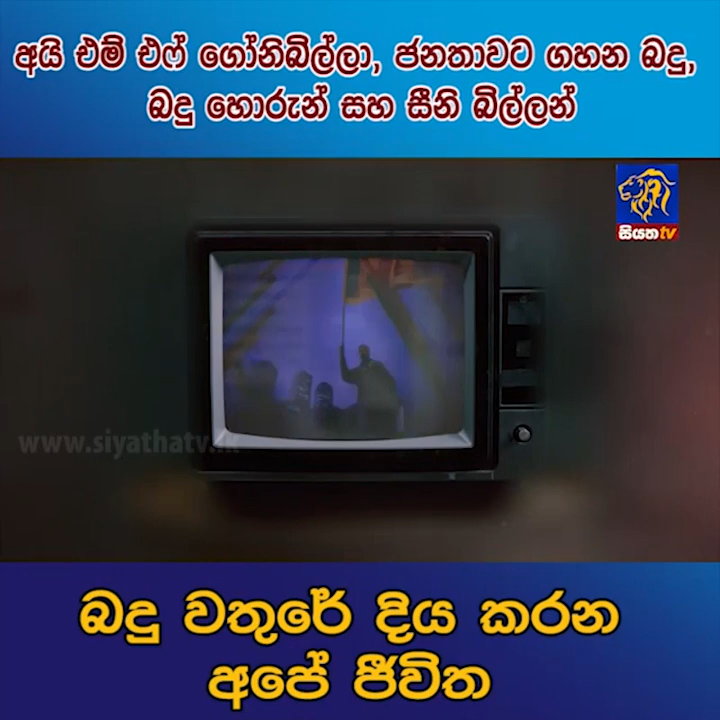 අයි එම් එෆ් ගෝනිබිල්ලා, ජනතාවට ගහන බදු,
බදු හොරුන් සහ සීනි බිල්ලන්
සියත tv
www.siyathatv.lk
බදු වතුරේ දිය කරන
අපේ ජීවිත